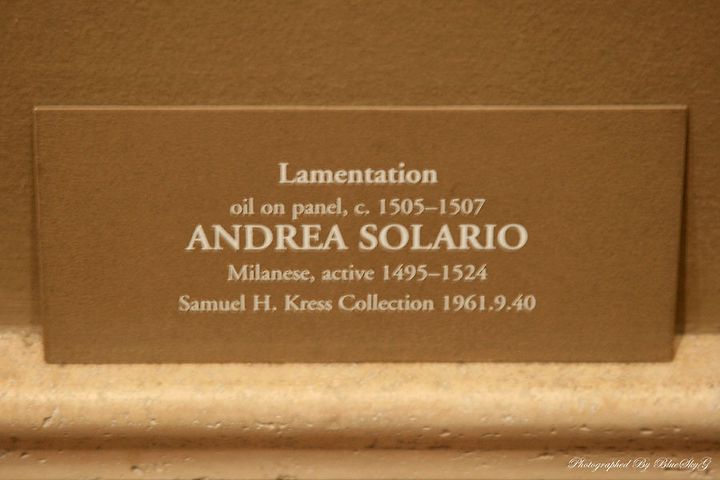 Lamentation
oil on panel, c. 1505–1507
ANDREA SOLARIO
Milanese, active 1495–1524
Samuel H. Kress Collection 1961.9.40
Photographed By BlueSky.G